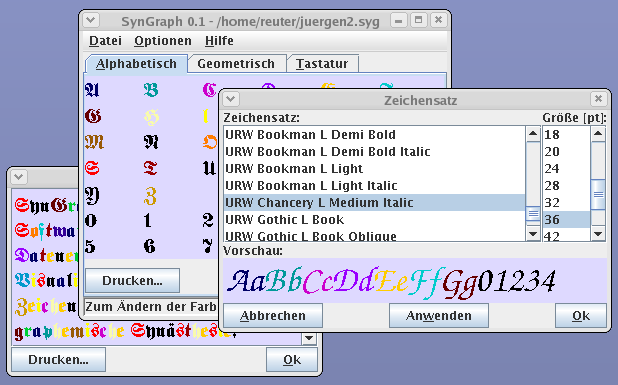 SynGraph 0.1 - /home/reuter/juergen2.syg
Datei Optionen Hilfe
Alphabetisch Geometrisch Tastatur
A B C
G H
M N O
S T U
Y Z
0 1 2
5 6 7
Drucken...
Zum Ändern der Farb
Zeichensatz
Zeichensatz: Größe [pt]:
URW Bookman L Demi Bold 18
URW Bookman L Demi Bold Italic 20
URW Bookman L Light 24
URW Bookman L Light Italic 28
URW Chancery L Medium Italic 32
URW Gothic L Book 36
URW Gothic L Book Oblique 42
Vorschau:
AaBbCcDdEeFfGg01234
Abbrechen Anwenden Ok
SynGr
Softwa
Datenen
Visuali
Zeichen
graphemische Synästhesie.
Drucken... Ok